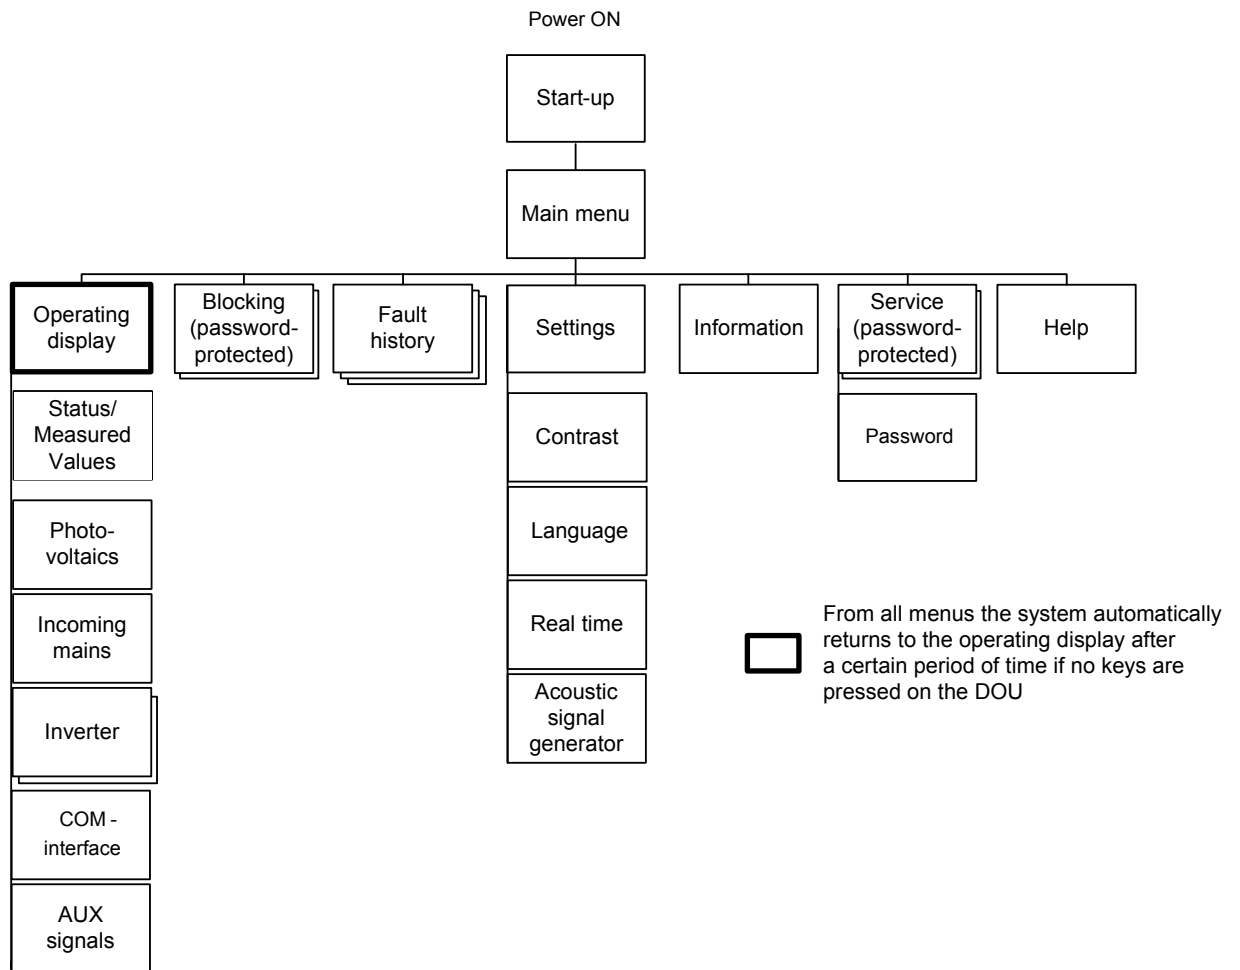 Power ON
Start-up
Main menu
Operating
display
Blocking
(password-
protected)
Fault
history
Settings
Information
Service
(password-
protected)
Help
Status/
Measured
Values
Contrast
Password
Photo-
voltaics
Language
Incoming
mains
Real time
From all menus the system automatically
returns to the operating display after
a certain period of time if no keys are
pressed on the DOU
Inverter
Acoustic
signal
generator
COM -
interface
AUX
signals